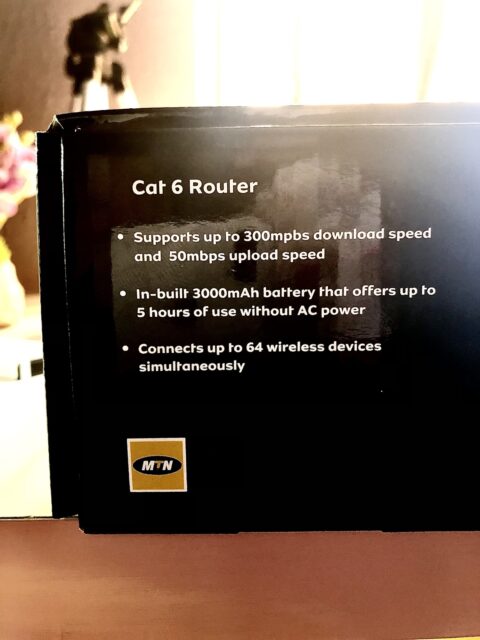 Cat 6 Router
• Supports up to 300mpbs download speed
and 50mbps upload speed
• In-built 3000mAh battery that offers up to
5 hours of use without AC power
• Connects up to 64 wireless devices
simultaneously
MTN